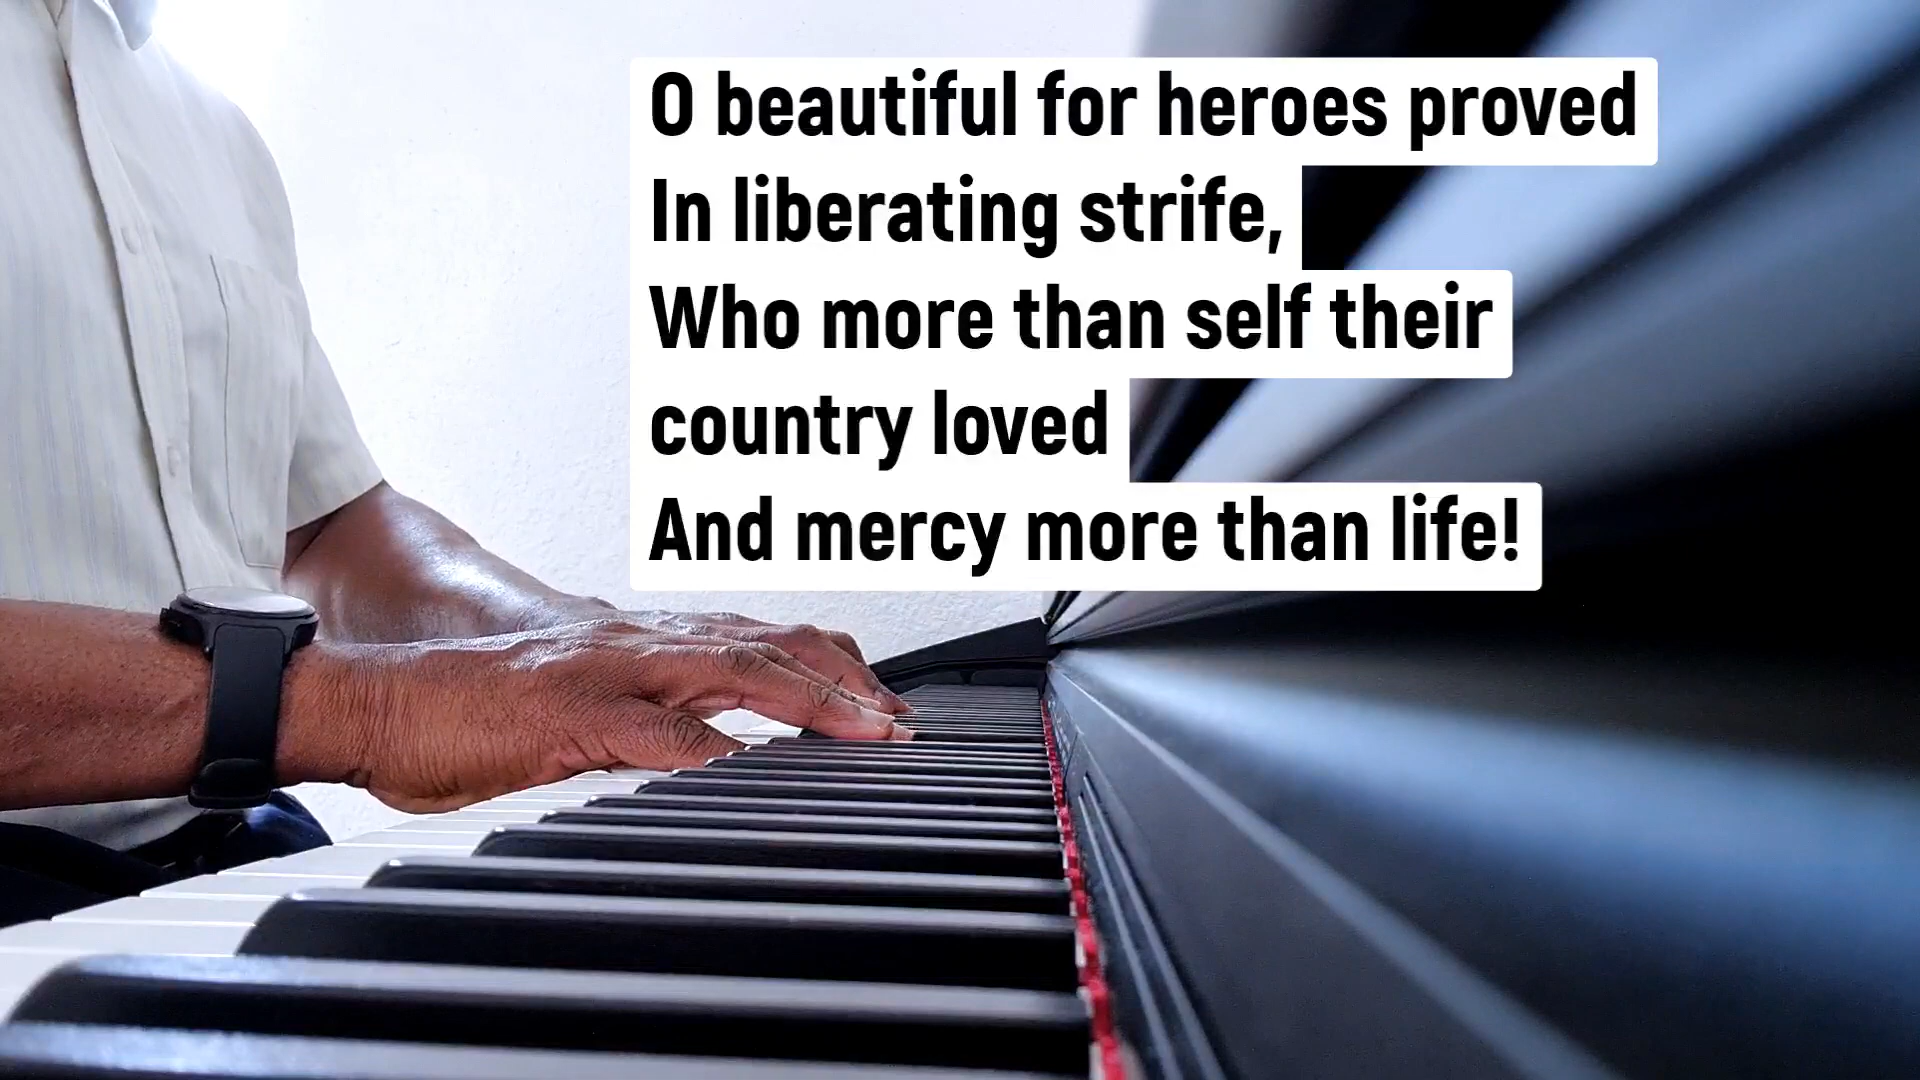 O beautiful for heroes proved
In liberating strife,
Who more than self their
country loved
And mercy more than life!